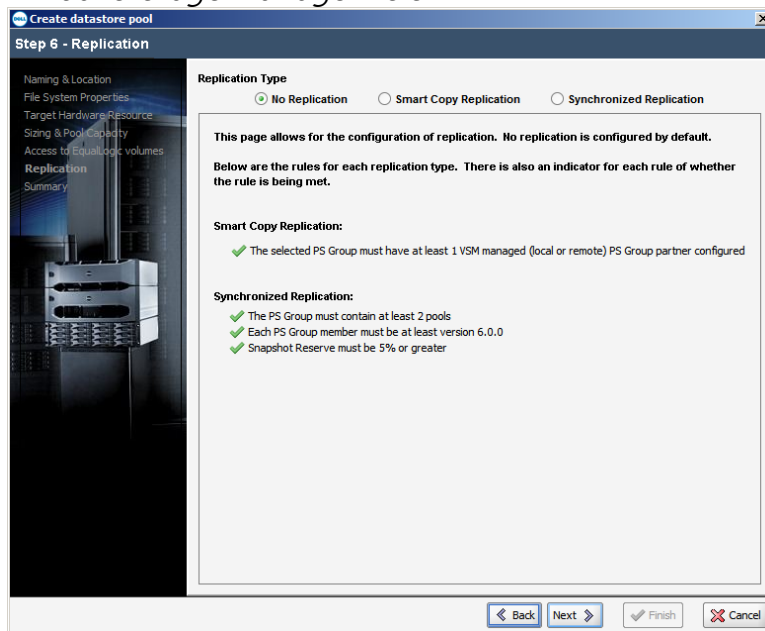 Create datastore pool
Step 6 - Replication
Naming & Location
File System Properties
Target Hardware Resource
Sizing & Pool Capacity
Access to EqualLogic volumes
Replication
Summary
Replication Type
No Replication Smart Copy Replication Synchronized Replication
This page allows for the configuration of replication. No replication is configured by default.
Below are the rules for each replication type. There is also an indicator for each rule of whether
the rule is being met.
Smart Copy Replication:
The selected PS Group must have at least 1 VSM managed (local or remote) PS Group partner configured
Synchronized Replication:
The PS Group must contain at least 2 pools
Each PS Group member must be at least version 6.0.0
Snapshot Reserve must be 5% or greater
Back Next Finish Cancel